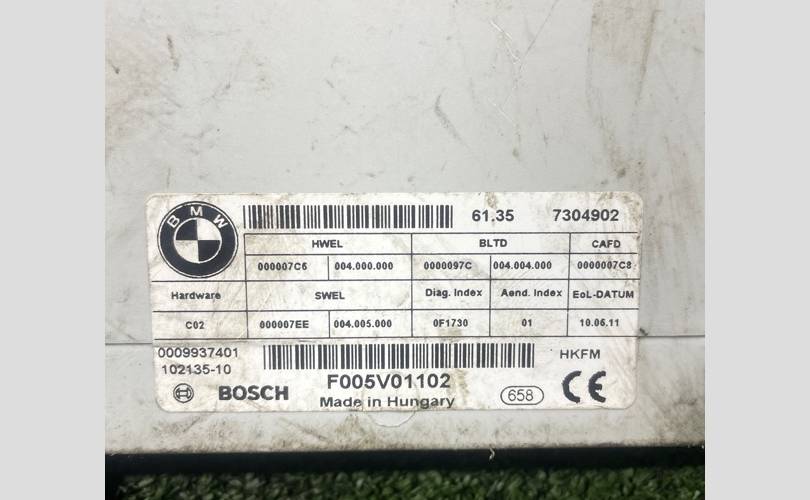 BMW
61.35 7304902
HWEL BLTD CAFD
000007C6 004.000.000 0000097C 004.004.000 0000007C8
Hardware SWEL Diag. Index Aend. Index EoL-DATUM
C02 000007EE 004.005.000 0F1730 01 10.06.11
0009937401 HKFM
102135-10
BOSCH F005V01102
Made in Hungary 658 CE